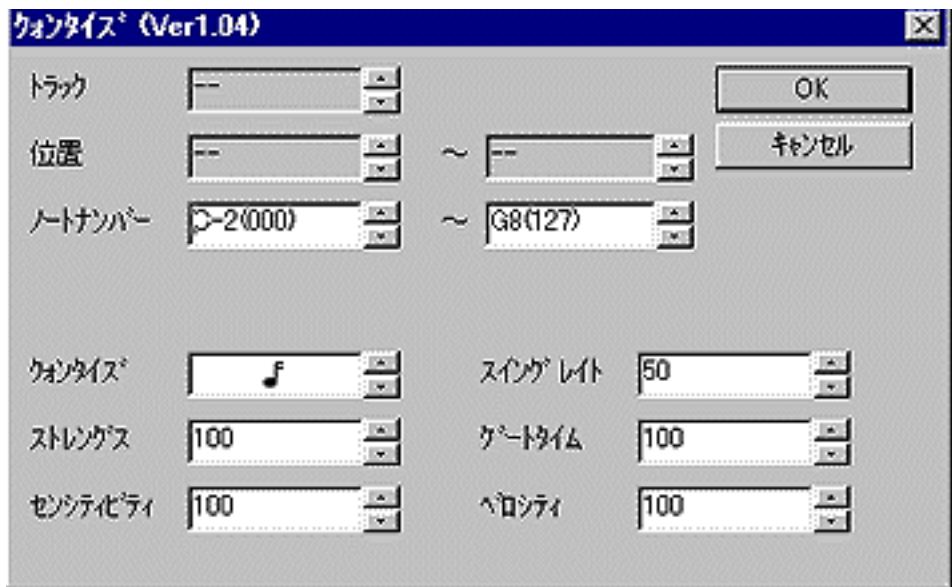 ｸｫﾝﾀｲｽﾞ (Ver1.04)
ﾄﾗｯｸ -- OK
位置 -- ～ -- ｷｬﾝｾﾙ
ﾉｰﾄﾅﾝﾊﾞｰ C-2(000) ～ G8(127)
ｸｫﾝﾀｲｽﾞ ｽｲﾝｸﾞﾚｲﾄ 50
ｽﾄﾚﾝｸﾞｽ 100 ｹﾞｰﾄﾀｲﾑ 100
ｾﾝｼﾃｨﾋﾞﾃｨ 100 ﾍﾞﾛｼﾃｨ 100